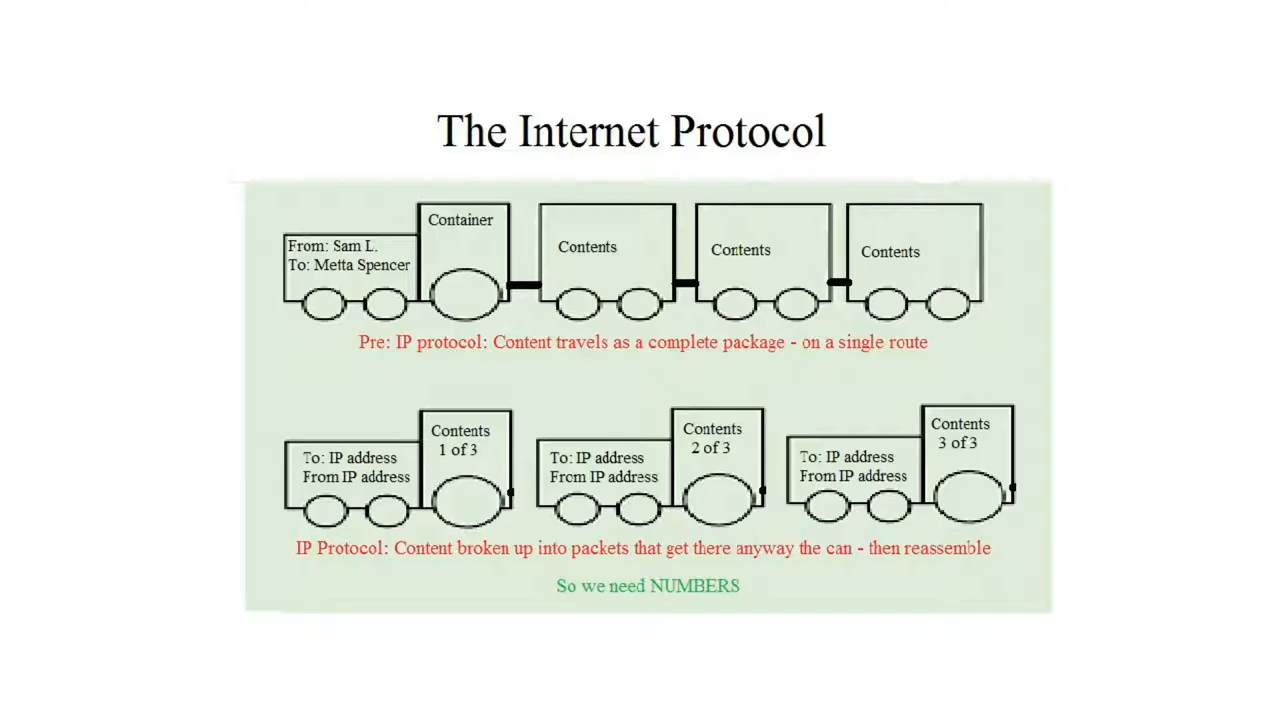 The Internet Protocol
Container
From: Sam L.
To: Metta Spencer
Contents
Contents
Contents
Pre: IP protocol: Content travels as a complete package - on a single route
Contents
1 of 3
To: IP address
From IP address
Contents
2 of 3
To: IP address
From IP address
Contents
3 of 3
To: IP address
From IP address
IP Protocol: Content broken up into packets that get there anyway the can - then reassemble
So we need NUMBERS